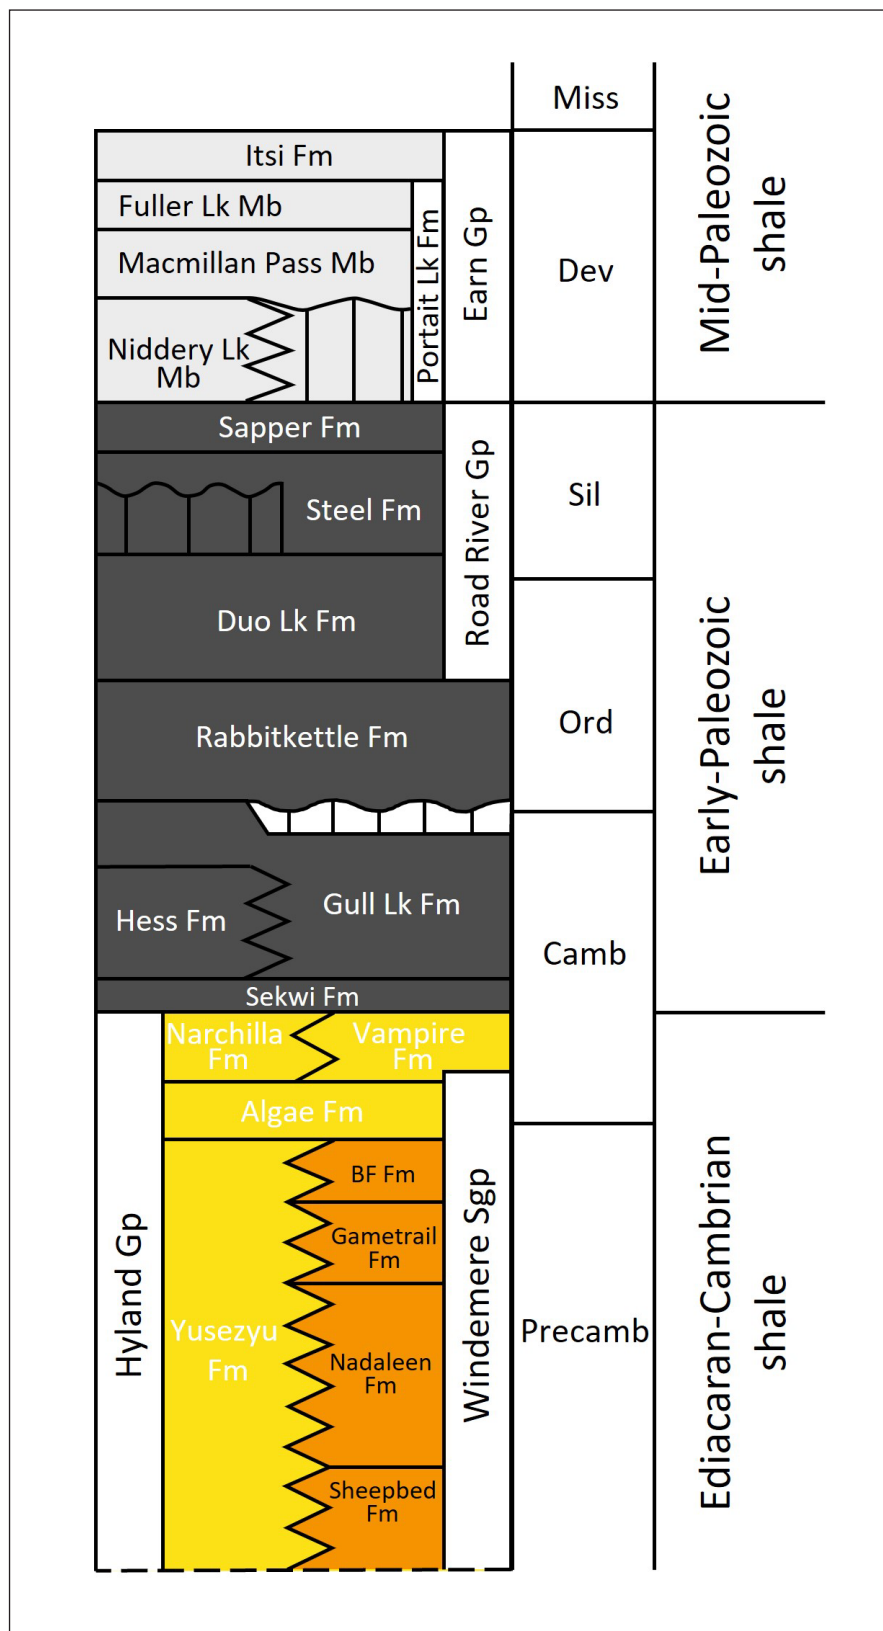 Miss
Itsi Fm
Fuller Lk Mb
Macmillan Pass Mb
Niddery Lk
Mb
Portait Lk Fm
Earn Gp
Dev
Mid-Paleozoic
shale
Sapper Fm
Steel Fm
Duo Lk Fm
Road River Gp
Sil
Rabbitkettle Fm
Ord
Early-Paleozoic
shale
Hess Fm
Gull Lk Fm
Sekwi Fm
Camb
Narchilla
Fm
Vampire
Fm
Algae Fm
Hyland Gp
Yusezyu
Fm
BF Fm
Gametrail
Fm
Nadaleen
Fm
Sheepbed
Fm
Windemere Sgp
Precamb
Ediacaran-Cambrian
shale